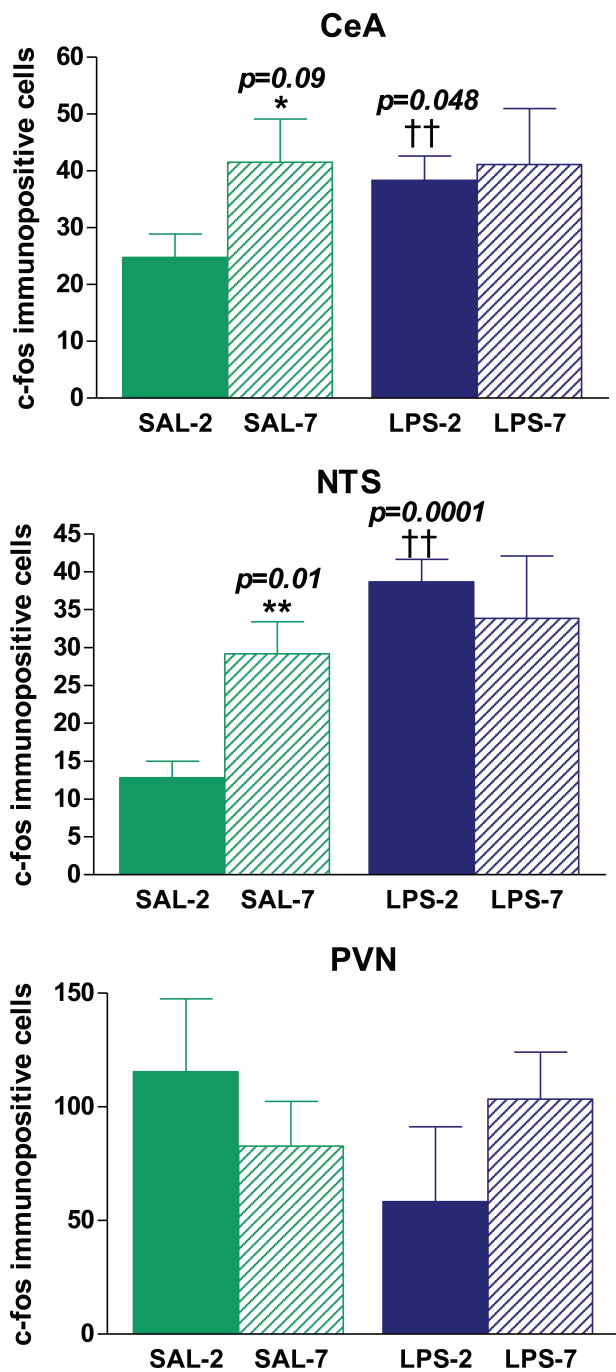 CeA
c-fos immunopositive cells
60
50
40
30
20
10
0
p=0.09
*
p=0.048
††
SAL-2 SAL-7 LPS-2 LPS-7
NTS
c-fos immunopositive cells
45
40
35
30
25
20
15
10
5
0
p=0.01
**
p=0.0001
††
SAL-2 SAL-7 LPS-2 LPS-7
PVN
c-fos immunopositive cells
150
100
50
0
SAL-2 SAL-7 LPS-2 LPS-7